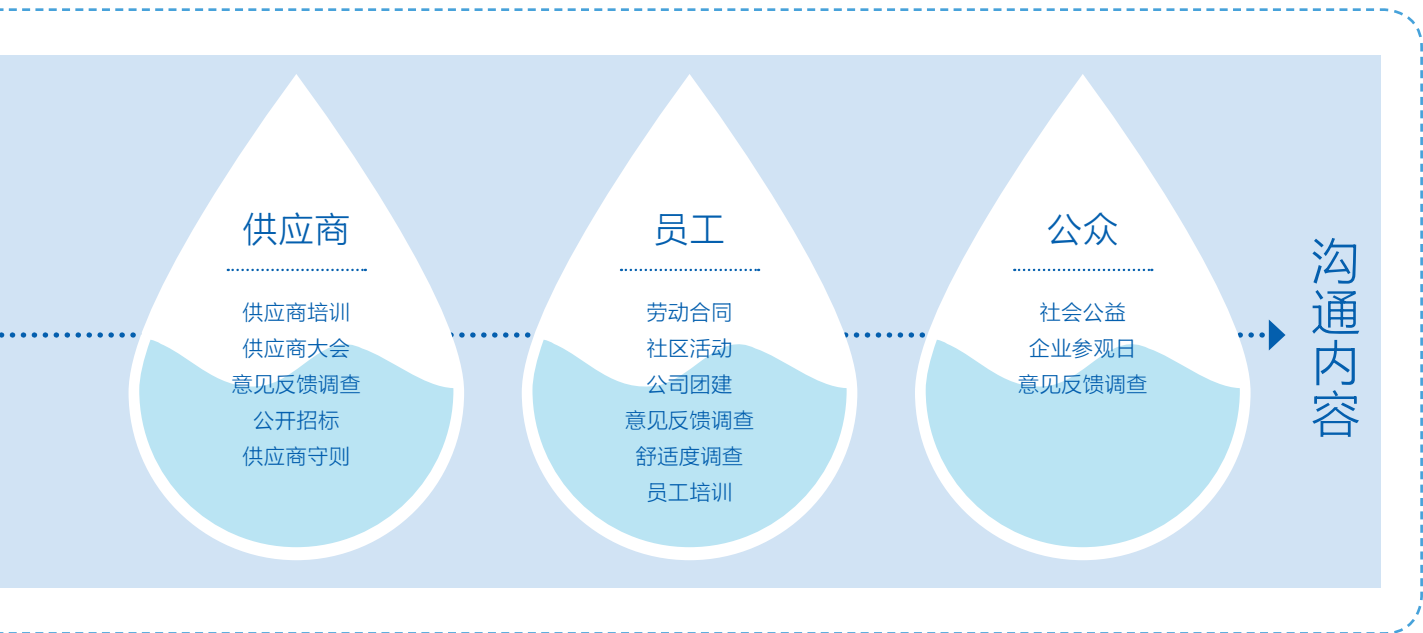 供应商
供应商培训
供应商大会
意见反馈调查
公开招标
供应商守则
员工
劳动合同
社区活动
公司团建
意见反馈调查
舒适度调查
员工培训
公众
社会公益
企业参观日
意见反馈调查
沟通内容